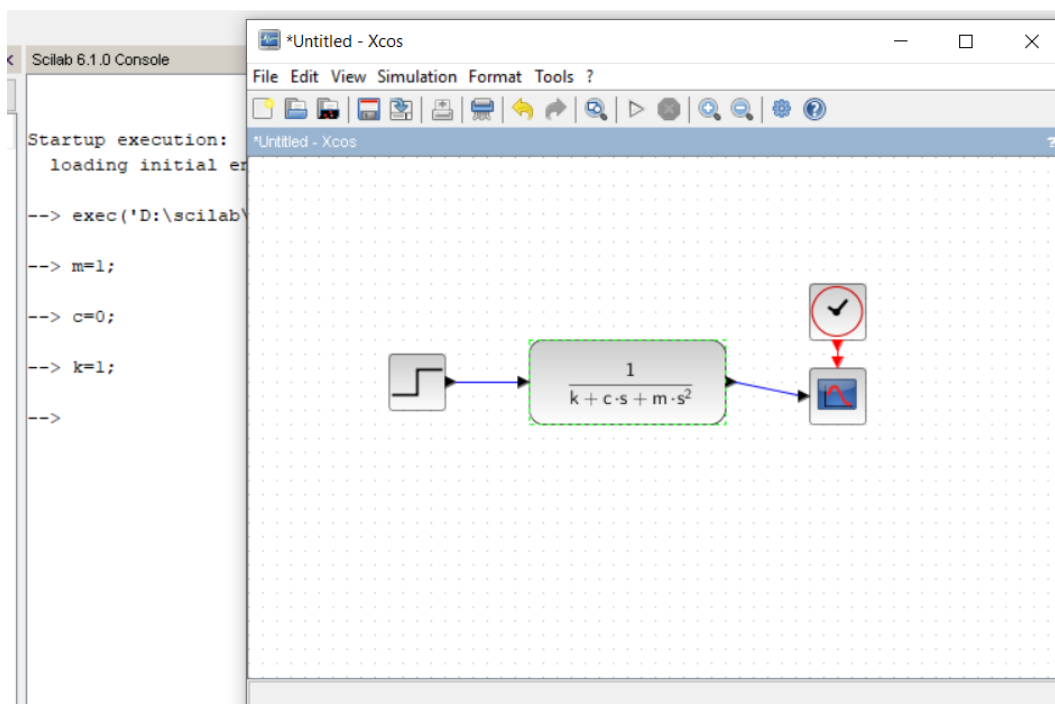 *Untitled - Xcos
Scilab 6.1.0 Console
File Edit View Simulation Format Tools ?
*Untitled - Xcos
?
Startup execution:
loading initial en
--> exec('D:\scilab\
--> m=1;
--> c=0;
--> k=1;
-->
1
k + c·s + m·s²